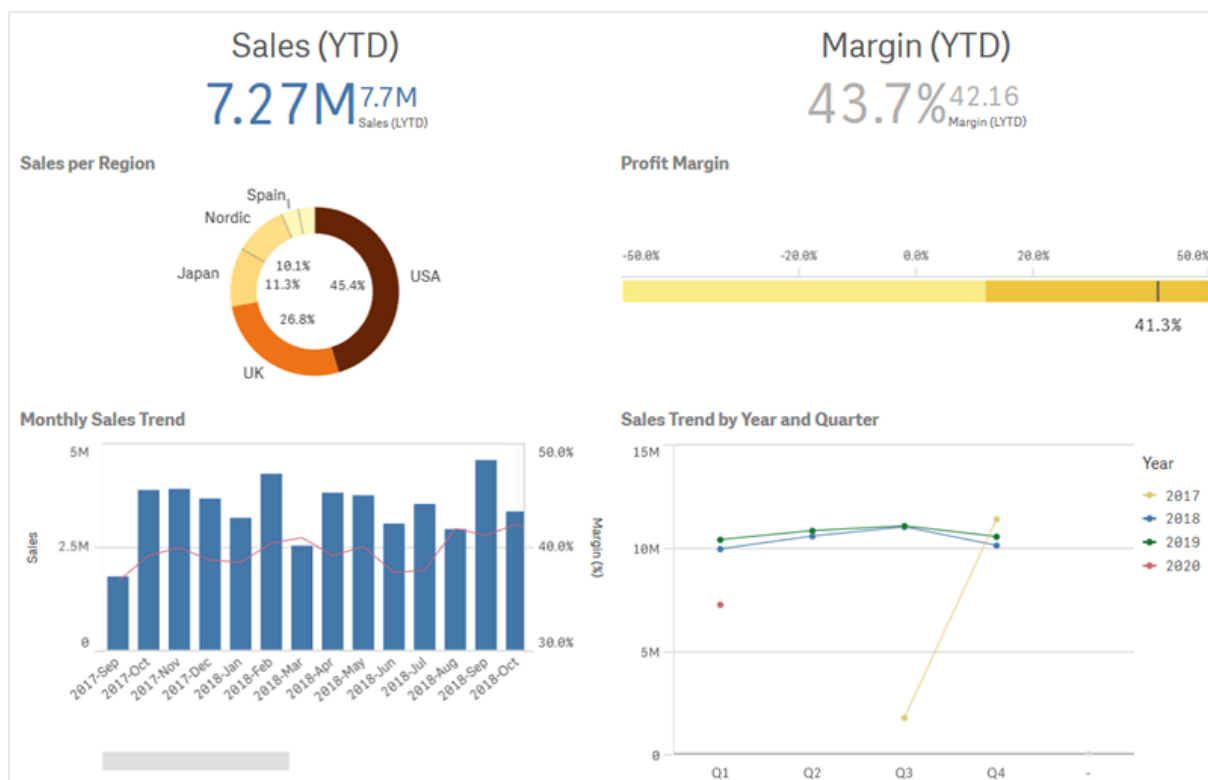 Sales (YTD)
7.27M 7.7M
Sales (LYTD)
Margin (YTD)
43.7% 42.16
Margin (LYTD)
Sales per Region
Spain
Nordic
Japan
USA
UK
10.1%
11.3%
45.4%
26.8%
Profit Margin
-50.0% -20.0% 0.0% 20.0% 50.0%
41.3%
Monthly Sales Trend
Sales
5M
2.5M
0
50.0%
40.0%
30.0%
Margin (%)
2017-Sep
2017-Oct
2017-Nov
2017-Dec
2018-Jan
2018-Feb
2018-Mar
2018-Apr
2018-May
2018-Jun
2018-Jul
2018-Aug
2018-Sep
2018-Oct
Sales Trend by Year and Quarter
15M
10M
5M
0
Q1 Q2 Q3 Q4 -
Year
2017
2018
2019
2020